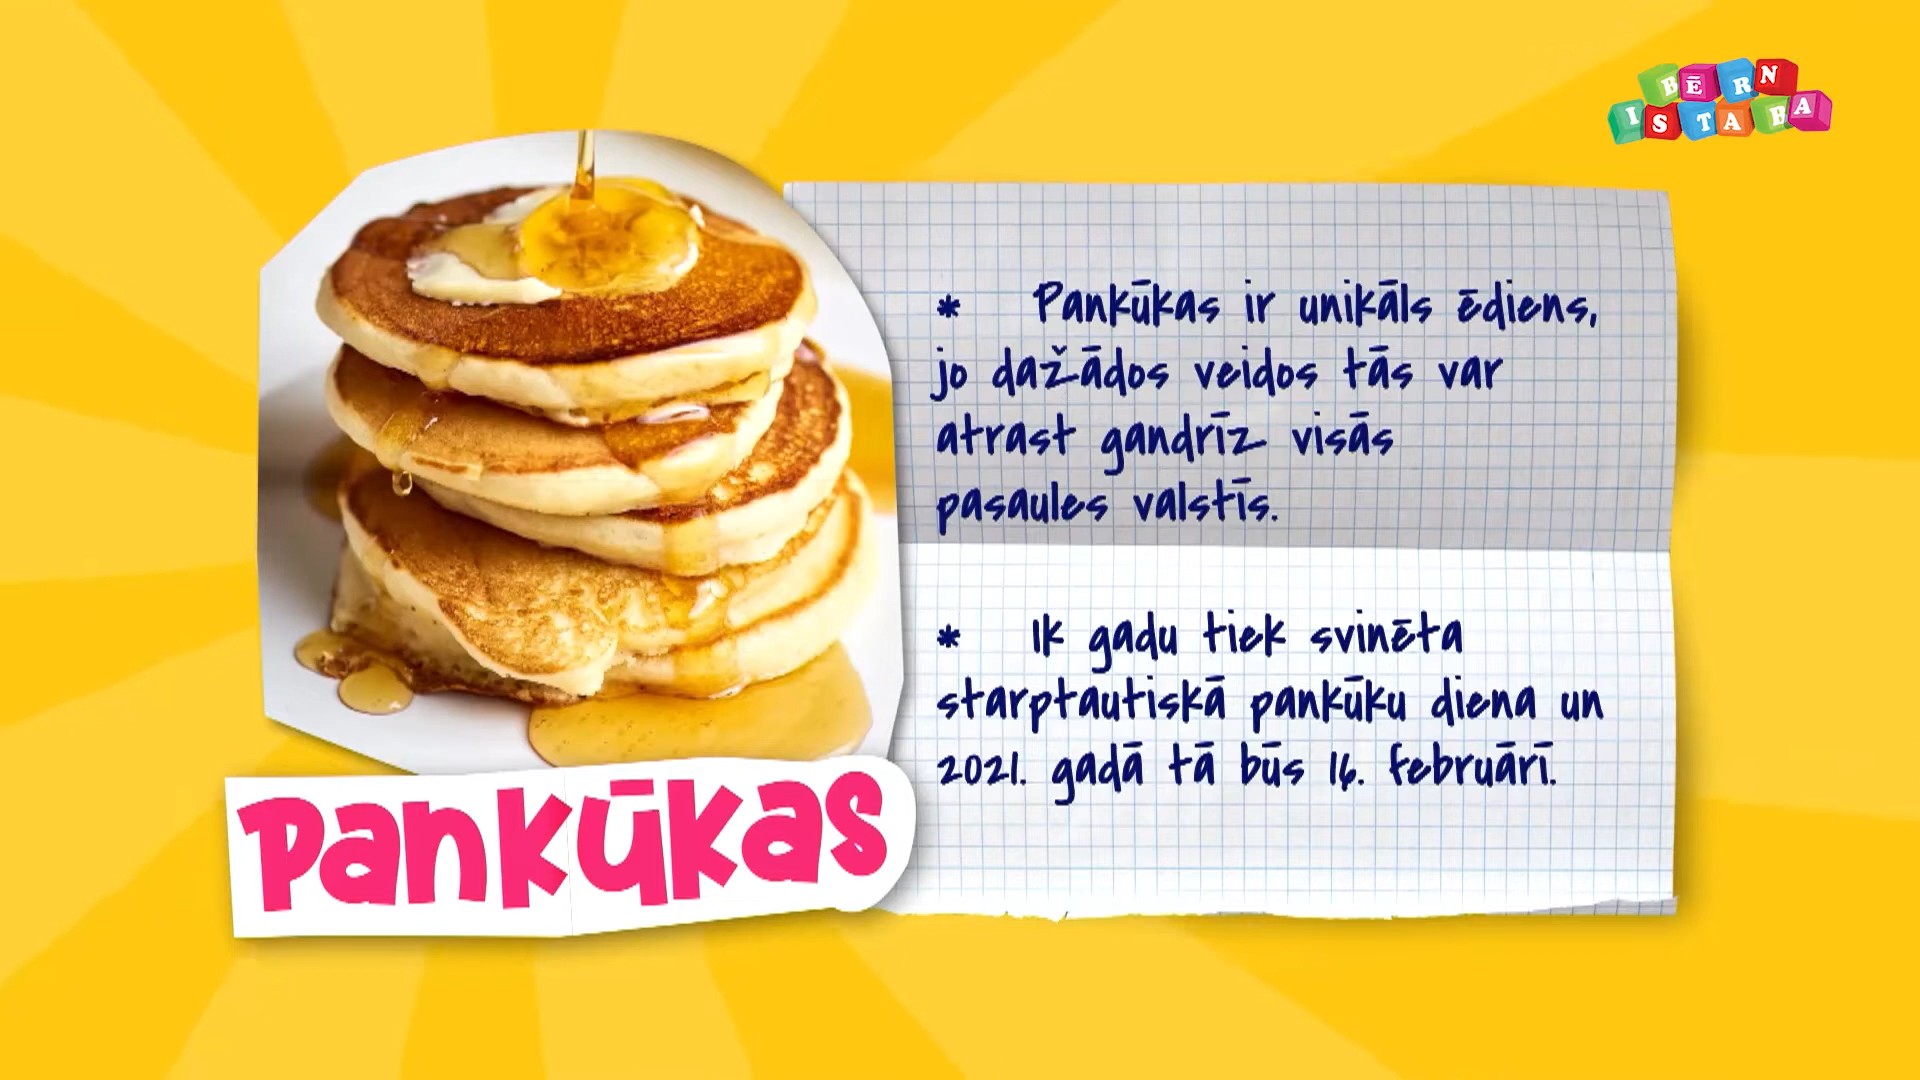 BĒRN
ISTABA
* Pankūkas ir unikāls ēdiens,
jo dažādos veidos tās var
atrast gandrīz visās
pasaules valstīs.
* Ik gadu tiek svinēta
starptautiskā pankūku diena un
2021. gadā tā būs 16. februārī.
Pankūkas